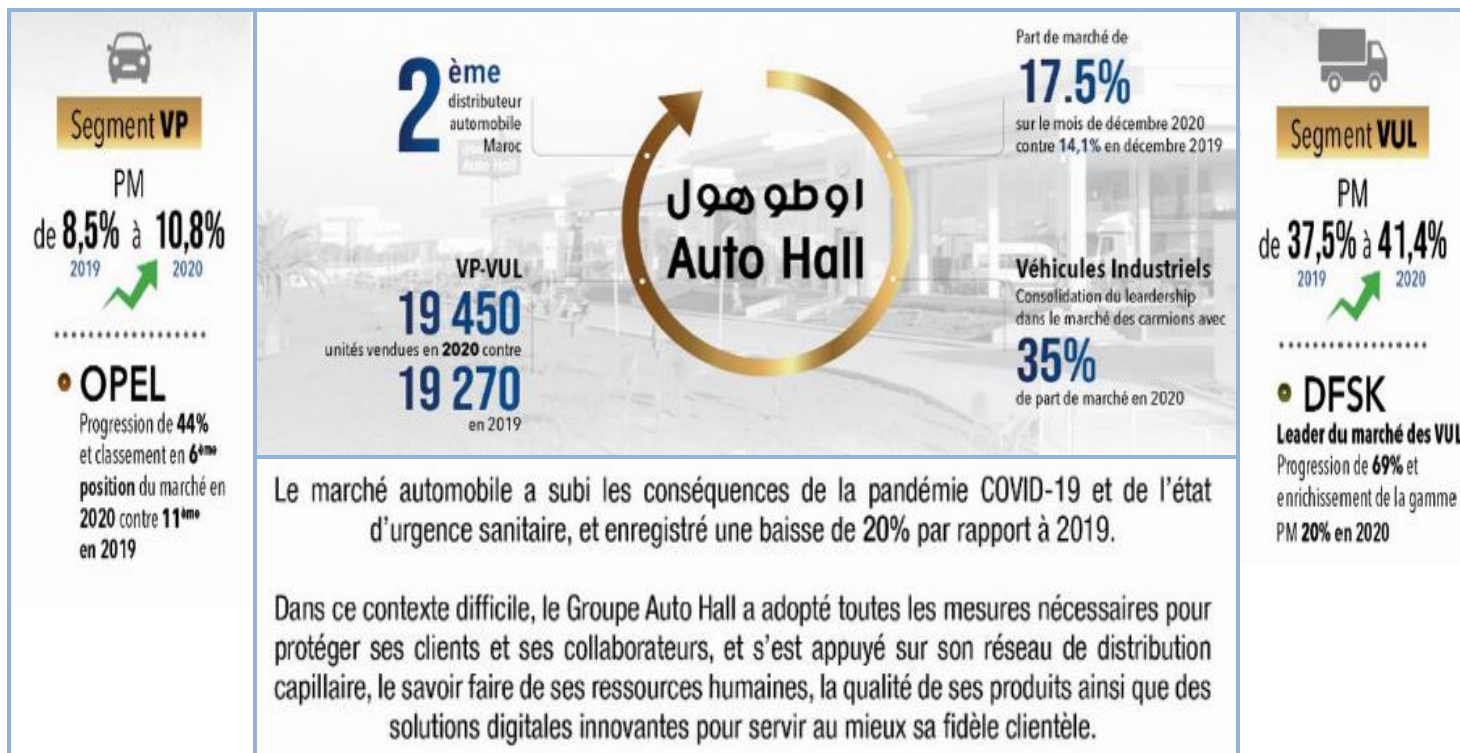 Segment VP
PM
de 8,5% à 10,8%
2019 2020
• OPEL
Progression de 44%
et classement en 6ème
position du marché en
2020 contre 11ème
en 2019
2ème
distributeur
automobile
Maroc
Part de marché de
17.5%
sur le mois de décembre 2020
contre 14,1% en décembre 2019
اوطوهول
Auto Hall
VP-VUL
19 450
unités vendues en 2020 contre
19 270
en 2019
Véhicules Industriels
Consolidation du leardership
dans le marché des carmions avec
35%
de part de marché en 2020
Le marché automobile a subi les conséquences de la pandémie COVID-19 et de l'état
d'urgence sanitaire, et enregistré une baisse de 20% par rapport à 2019.
Dans ce contexte difficile, le Groupe Auto Hall a adopté toutes les mesures nécessaires pour
protéger ses clients et ses collaborateurs, et s'est appuyé sur son réseau de distribution
capillaire, le savoir faire de ses ressources humaines, la qualité de ses produits ainsi que des
solutions digitales innovantes pour servir au mieux sa fidèle clientèle.
Segment VUL
PM
de 37,5% à 41,4%
2019 2020
• DFSK
Leader du marché des VUL
Progression de 69% et
enrichissement de la gamme
PM 20% en 2020